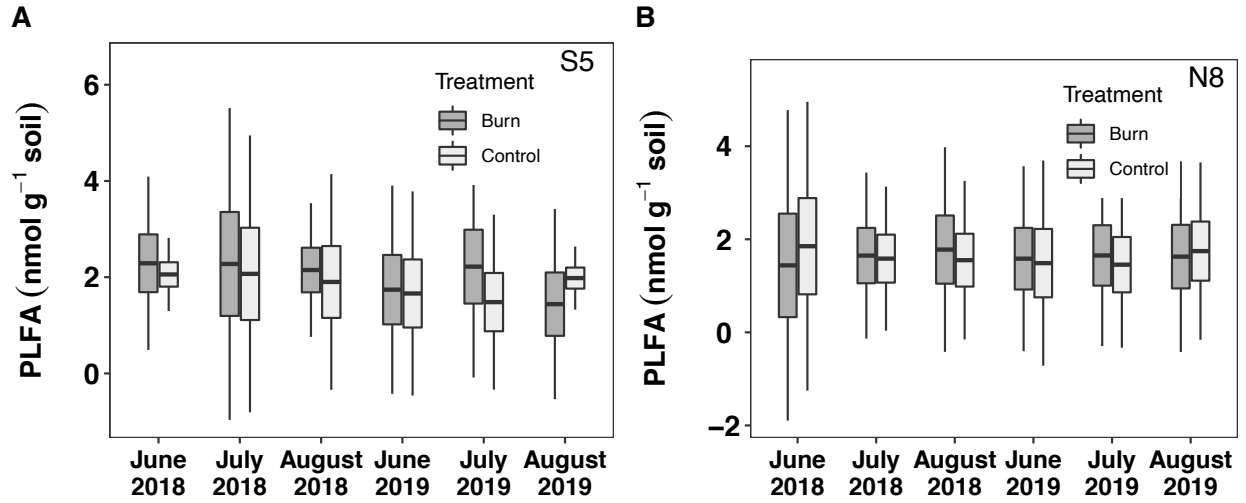 A
S5
Treatment
Burn
Control
PLFA (nmol g⁻¹ soil)
6
4
2
0
June July August June July August
2018 2018 2018 2019 2019 2019
B
N8
Treatment
Burn
Control
PLFA (nmol g⁻¹ soil)
4
2
0
−2
June July August June July August
2018 2018 2018 2019 2019 2019